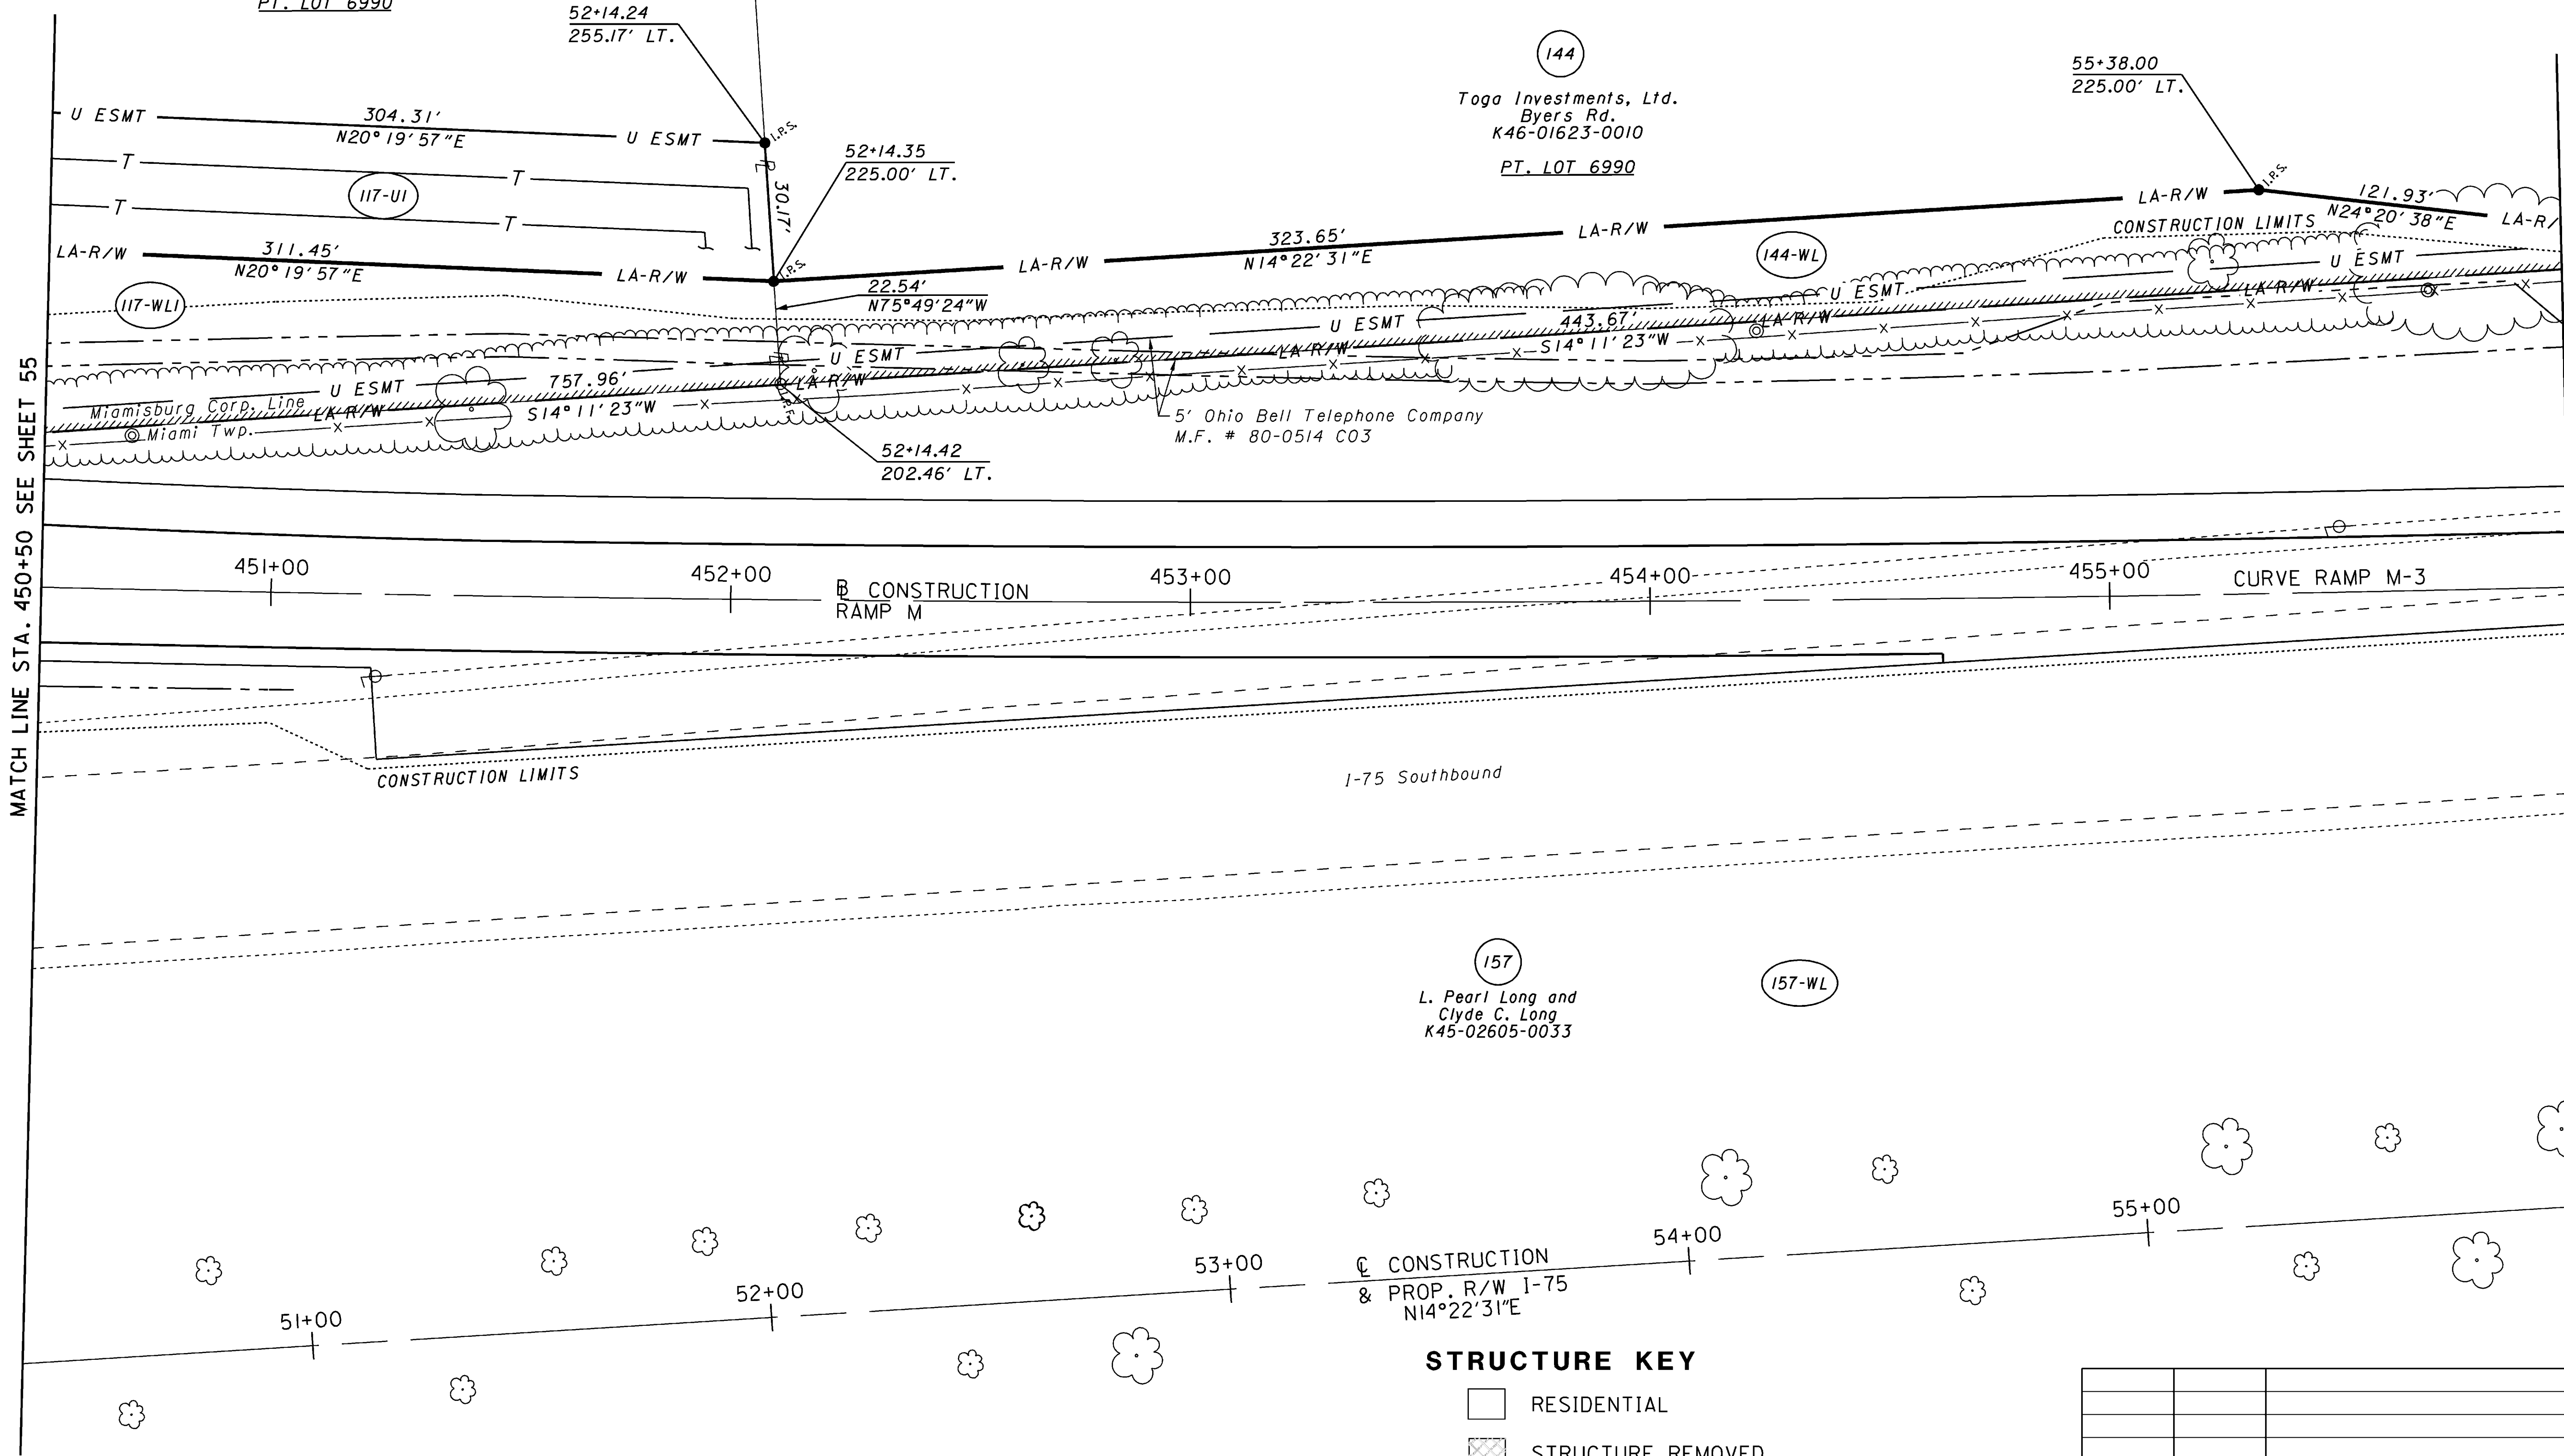 PT. LOT 6990
52+14.24
255.17' LT.
144
Toga Investments, Ltd.
Byers Rd.
K46-01623-0010
PT. LOT 6990
55+38.00
225.00' LT.
U ESMT
304.31'
N20°19'57"E
U ESMT
I.P.S.
52+14.35
225.00' LT.
T
T
117-U1
T
T
30.17'
LA-R/W
311.45'
N20°19'57"E
LA-R/W
I.P.S.
LA-R/W
323.65'
N14°22'31"E
LA-R/W
LA-R/W
I.P.S.
121.93'
N24°20'38"E
LA-R/
CONSTRUCTION LIMITS
144-WL
117-WL1
22.54'
N75°49'24"W
U ESMT
U ESMT
U ESMT
U ESMT
443.67'
S14°11'23"W
LA R/W
LA R/W
LA R/W
LA R/W
LA R/W
757.96'
S14°11'23"W
Miamisburg Corp. Line
Miami Twp.
I.P.F.
5' Ohio Bell Telephone Company
M.F. # 80-0514 C03
52+14.42
202.46' LT.
MATCH LINE STA. 450+50 SEE SHEET 55
451+00
452+00
453+00
454+00
455+00
CURVE RAMP M-3
B CONSTRUCTION
RAMP M
CONSTRUCTION LIMITS
I-75 Southbound
157
L. Pearl Long and
Clyde C. Long
K45-02605-0033
157-WL
51+00
52+00
53+00
54+00
55+00
℄ CONSTRUCTION
& PROP. R/W I-75
N14°22'31"E
STRUCTURE KEY
RESIDENTIAL
STRUCTURE REMOVED